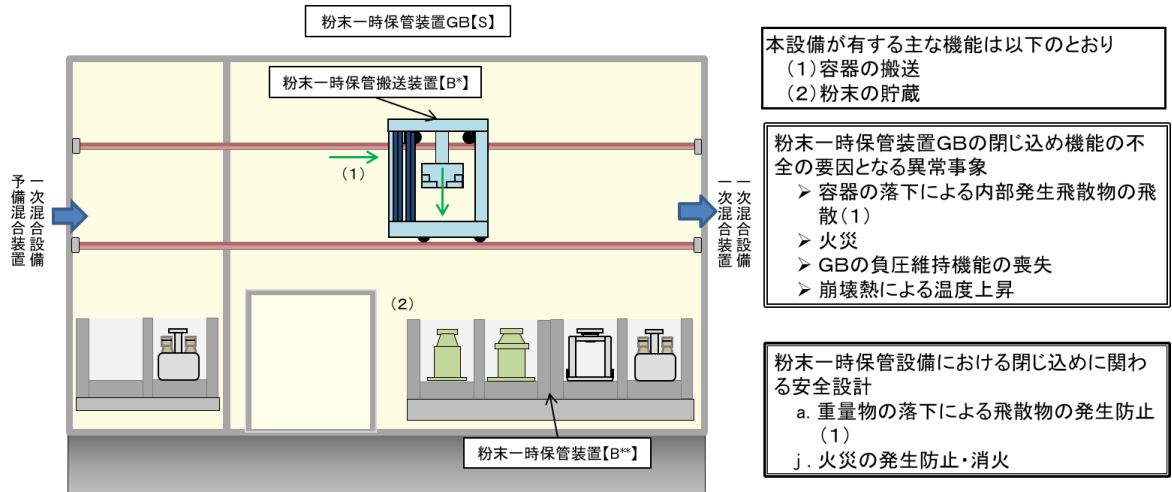 粉末一時保管装置GB【S】
粉末一時保管搬送装置【B*】
(1)
一次混合設備
予備混合装置
一次混合設備
一次混合装置
(2)
粉末一時保管装置【B**】
本設備が有する主な機能は以下のとおり
(1)容器の搬送
(2)粉末の貯蔵
粉末一時保管装置GBの閉じ込め機能の不
全の要因となる異常事象
➢ 容器の落下による内部発生飛散物の飛
散(1)
➢ 火災
➢ GBの負圧維持機能の喪失
➢ 崩壊熱による温度上昇
粉末一時保管設備における閉じ込めに関わ
る安全設計
a. 重量物の落下による飛散物の発生防止
(1)
j. 火災の発生防止・消火